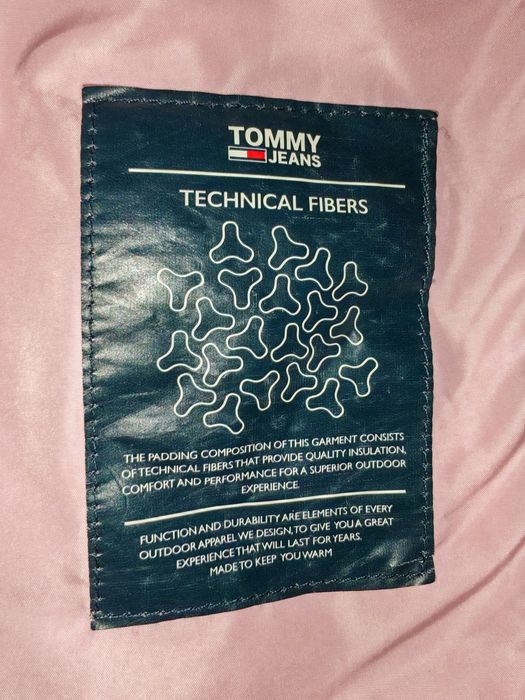 TOMMY
JEANS
TECHNICAL FIBERS
THE PADDING COMPOSITION OF THIS GARMENT CONSISTS
OF TECHNICAL FIBERS THAT PROVIDE QUALITY INSULATION,
COMFORT AND PERFORMANCE FOR A SUPERIOR OUTDOOR
EXPERIENCE.
FUNCTION AND DURABILITY ARE ELEMENTS OF EVERY
OUTDOOR APPAREL WE DESIGN, TO GIVE YOU A GREAT
EXPERIENCE THAT WILL LAST FOR YEARS.
MADE TO KEEP YOU WARM